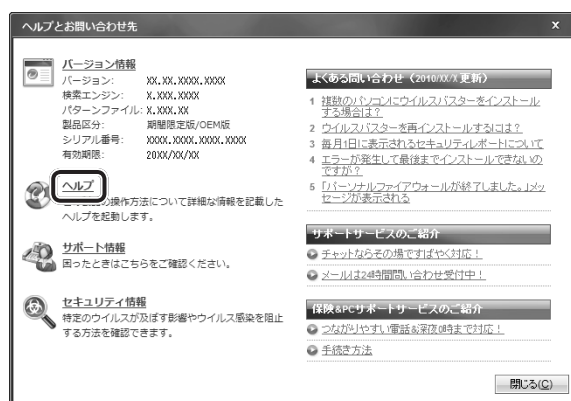 ヘルプとお問い合わせ先
x
バージョン情報
バージョン: XX.XX.XXXX.XXXX
検索エンジン: X.XXX.XXXX
パターンファイル: X.XXX.XX
製品区分: 期間限定版/OEM版
シリアル番号: XXXX.XXXX.XXXX.XXXX
有効期限: 20XX/XX/XX
ヘルプ
の操作方法について詳細な情報を記載した
ヘルプを起動します。
サポート情報
困ったときはこちらをご確認ください。
セキュリティ情報
特定のウイルスが及ぼす影響やウイルス感染を阻止
する方法を確認できます。
よくある問い合わせ（2010/XX/X更新）
1 複数のパソコンにウイルスバスターをインストール
する場合は？
2 ウイルスバスターを再インストールするには？
3 毎月1日に表示されるセキュリティレポートについて
4 エラーが発生して最後までインストールできないの
ですが？
5 「パーソナルファイアウォールが終了しました。」メッ
セージが表示される
サポートサービスのご紹介
チャットならその場ですばやく対応！
メールは24時間問い合わせ受付中！
保険&PCサポートサービスのご紹介
つながりやすい電話&深夜0時まで対応！
手続き方法
閉じる(C)